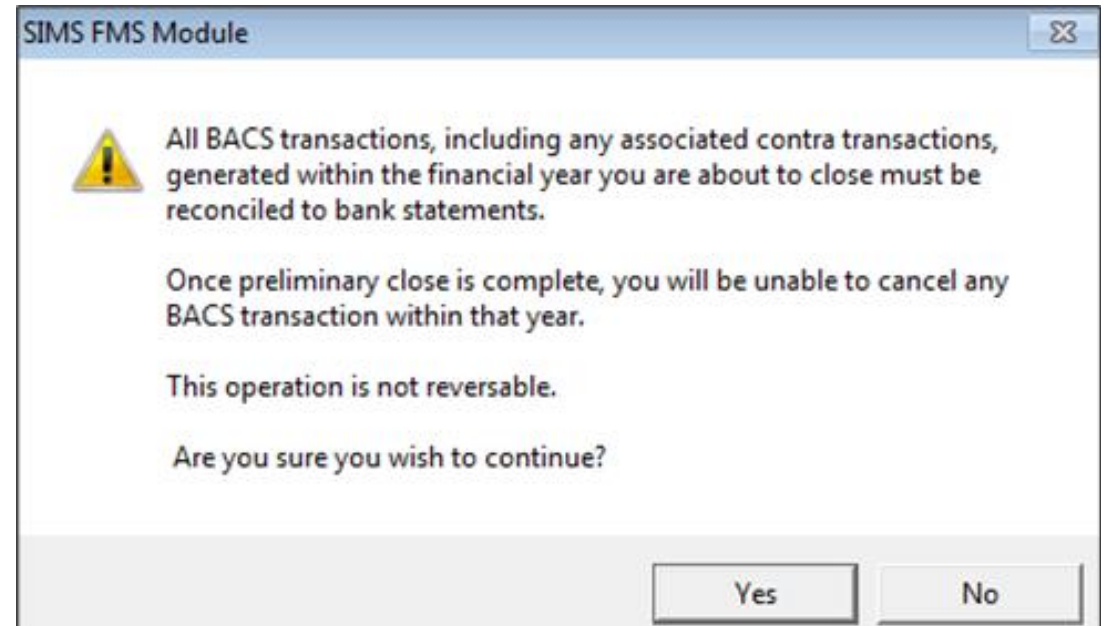 SIMS FMS Module
All BACS transactions, including any associated contra transactions,
generated within the financial year you are about to close must be
reconciled to bank statements.
Once preliminary close is complete, you will be unable to cancel any
BACS transaction within that year.
This operation is not reversable.
Are you sure you wish to continue?
Yes No